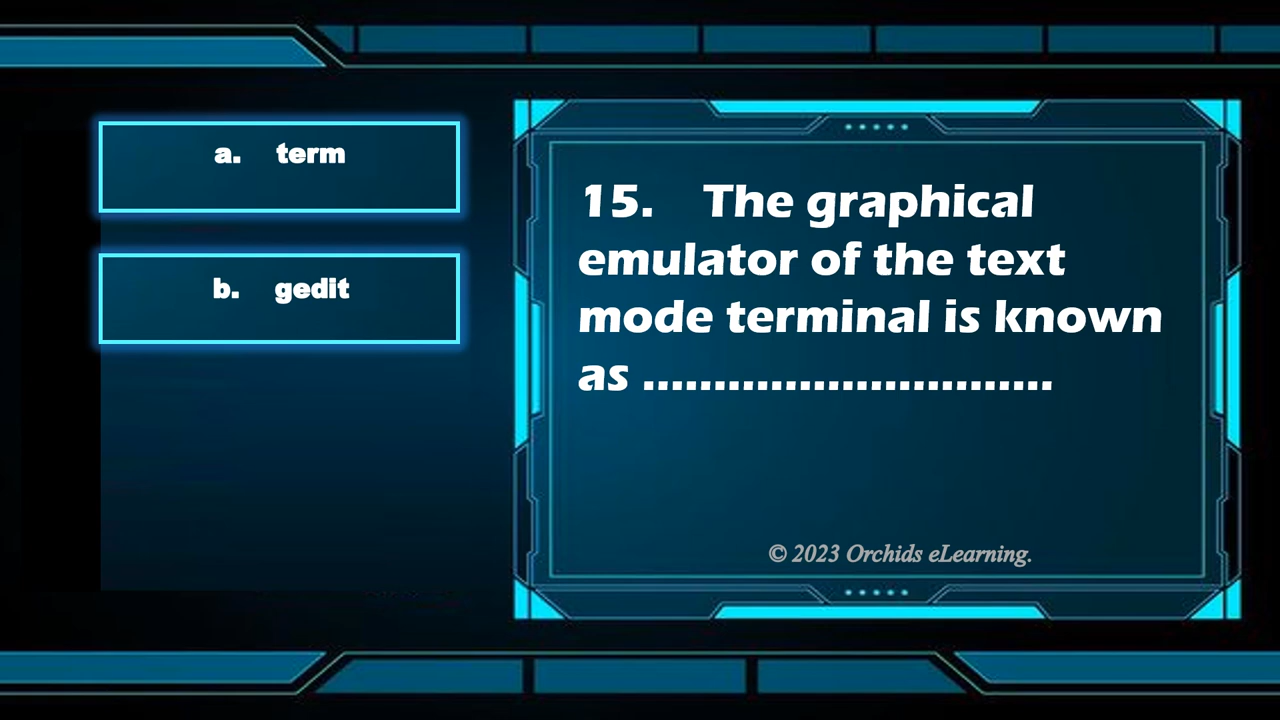 a. term
b. gedit
15. The graphical
emulator of the text
mode terminal is known
as .............................
© 2023 Orchids eLearning.